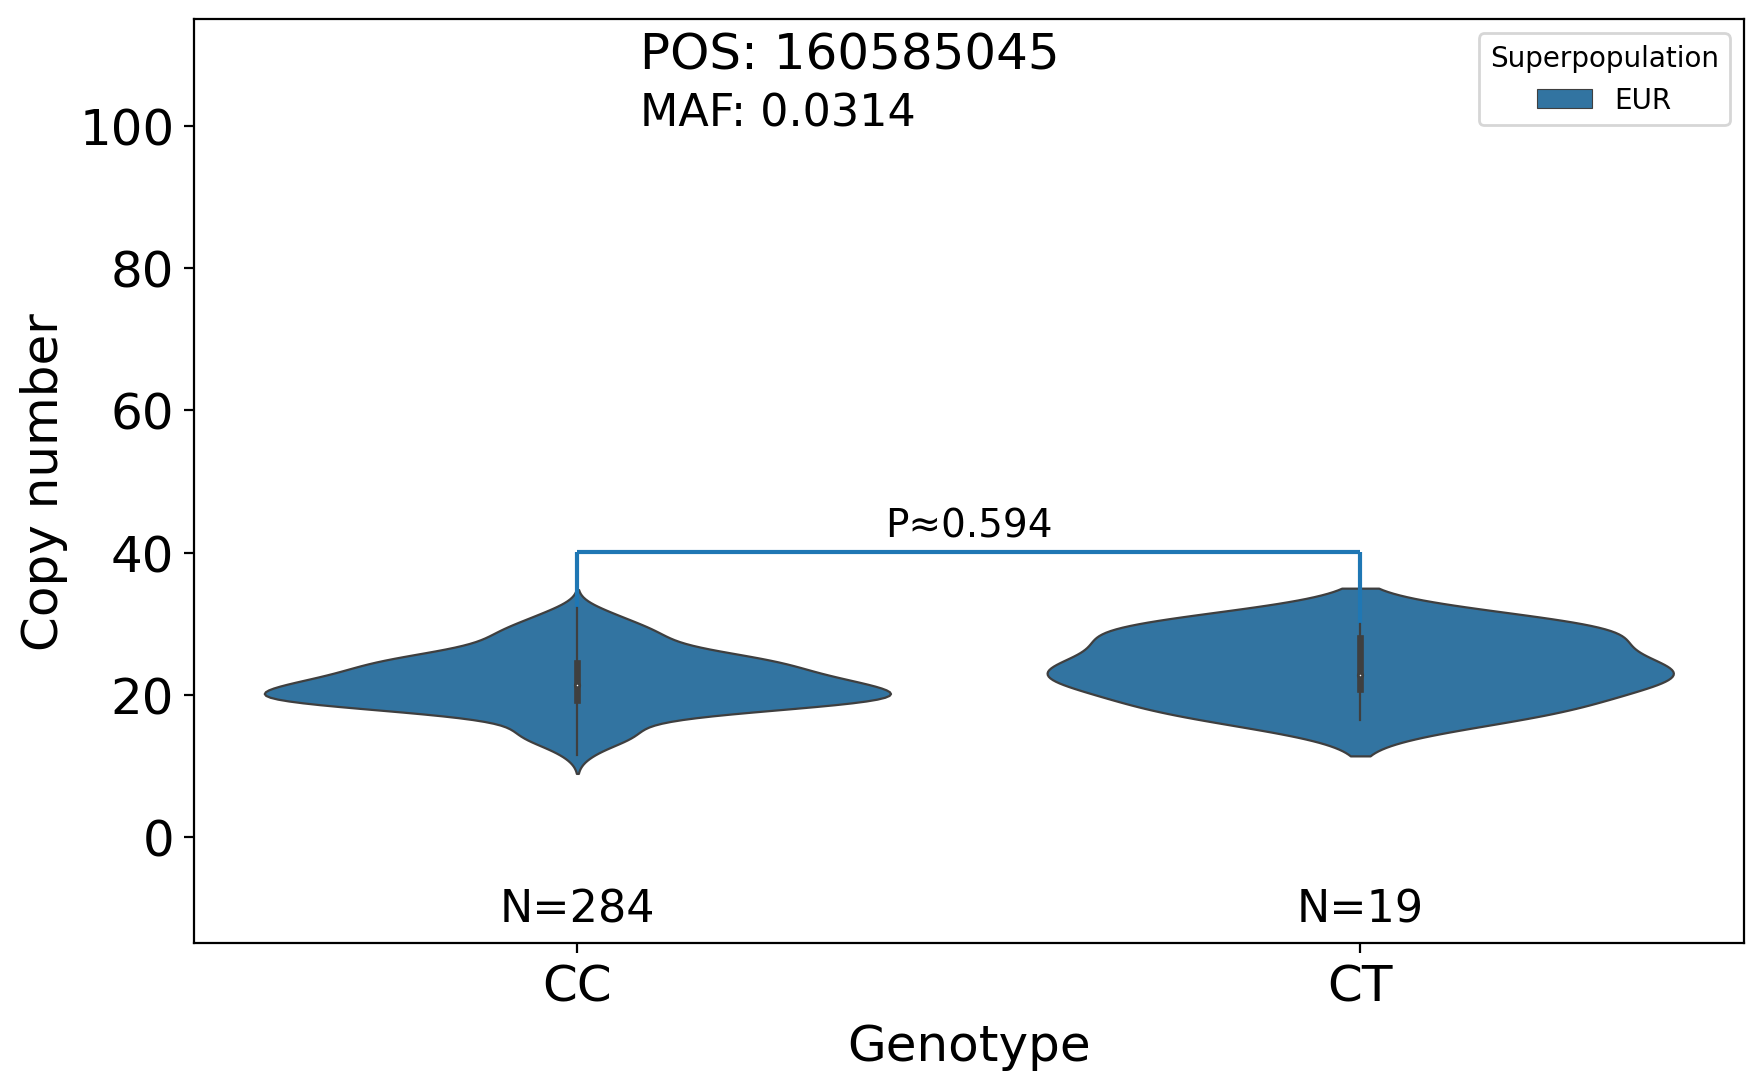 POS: 160585045
MAF: 0.0314
Superpopulation
EUR
Copy number
100
80
60
40
20
0
P≈0.594
N=284
N=19
CC
CT
Genotype